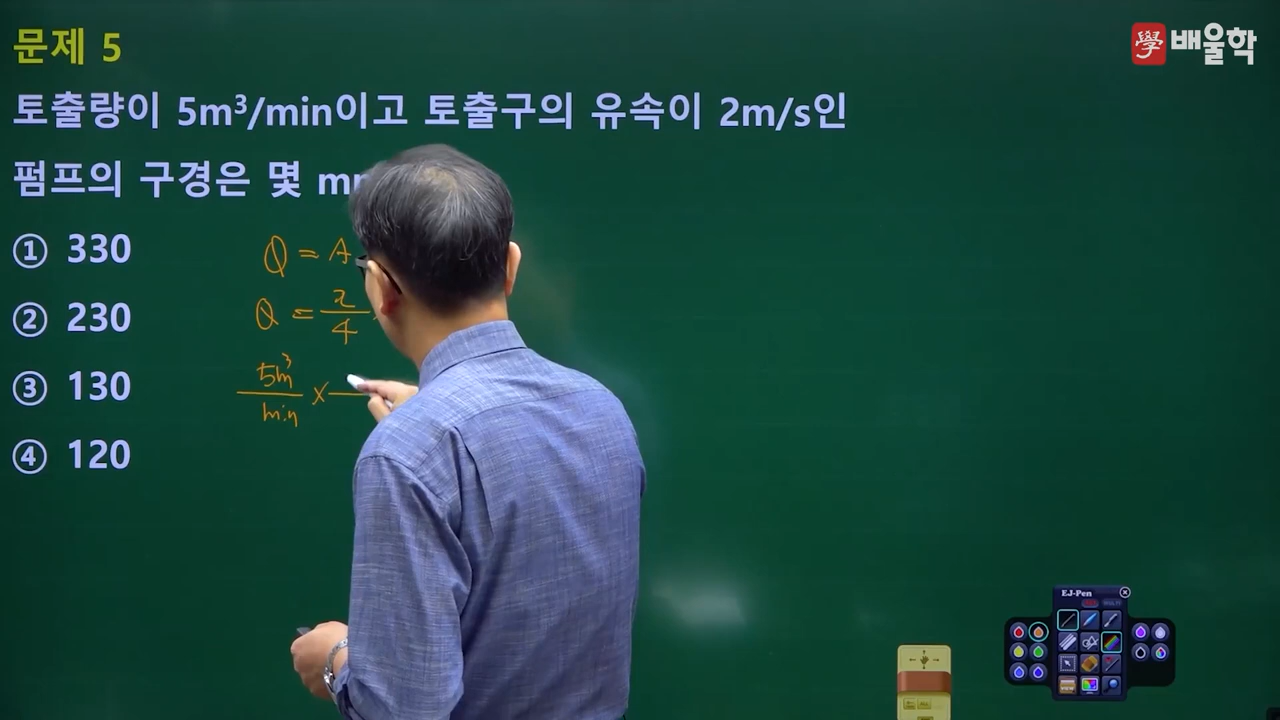 문제 5
學 배울학
토출량이 5m³/min이고 토출구의 유속이 2m/s인
펌프의 구경은 몇
① 330
② 230
③ 130
④ 120
Q = A
Q = π/4
5m³/min ×
EJ-Pen